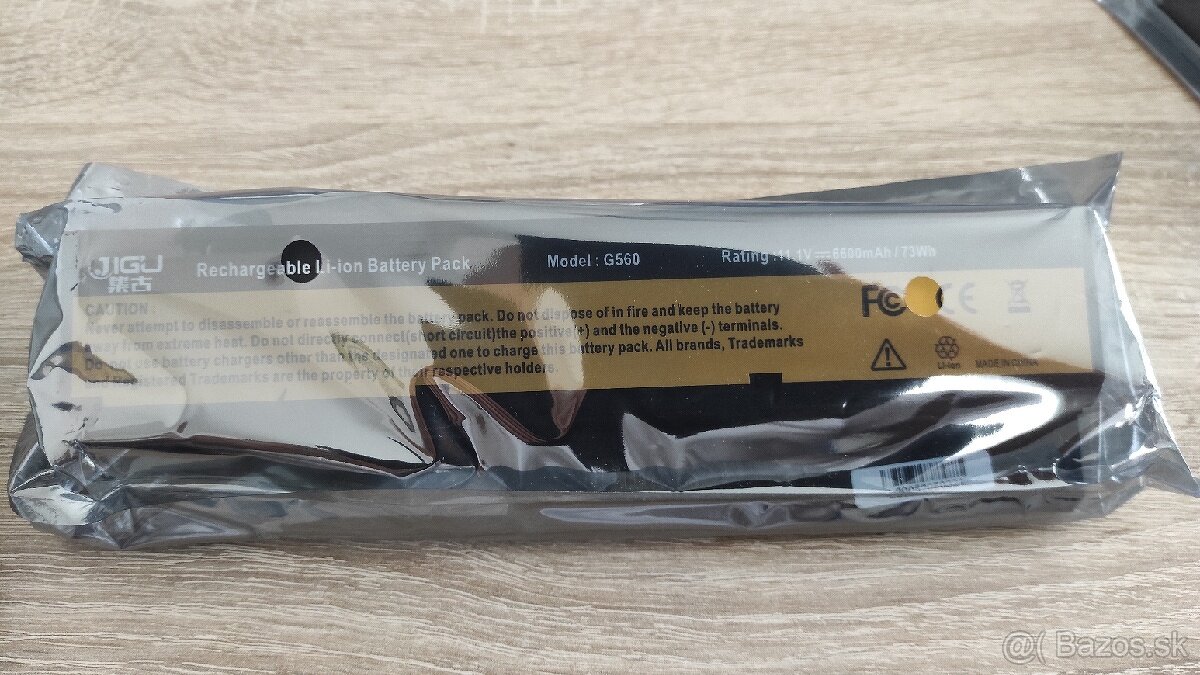 JIGU
集古
Rechargeable Li-ion Battery Pack
Model : G560
Rating : 11.1V ⎓ 6600mAh / 73Wh
CAUTION
Never attempt to disassemble or reassemble the battery pack. Do not dispose of in fire and keep the battery
away from extreme heat. Do not directly connect(short circuit)the positive(+) and the negative (-) terminals.
Do not use battery chargers other than the designated one to charge this battery pack. All brands, Trademarks
Registered Trademarks are the property of their respective holders.
FC CE
Li-ion
MADE IN CHINA
@( Bazos.sk